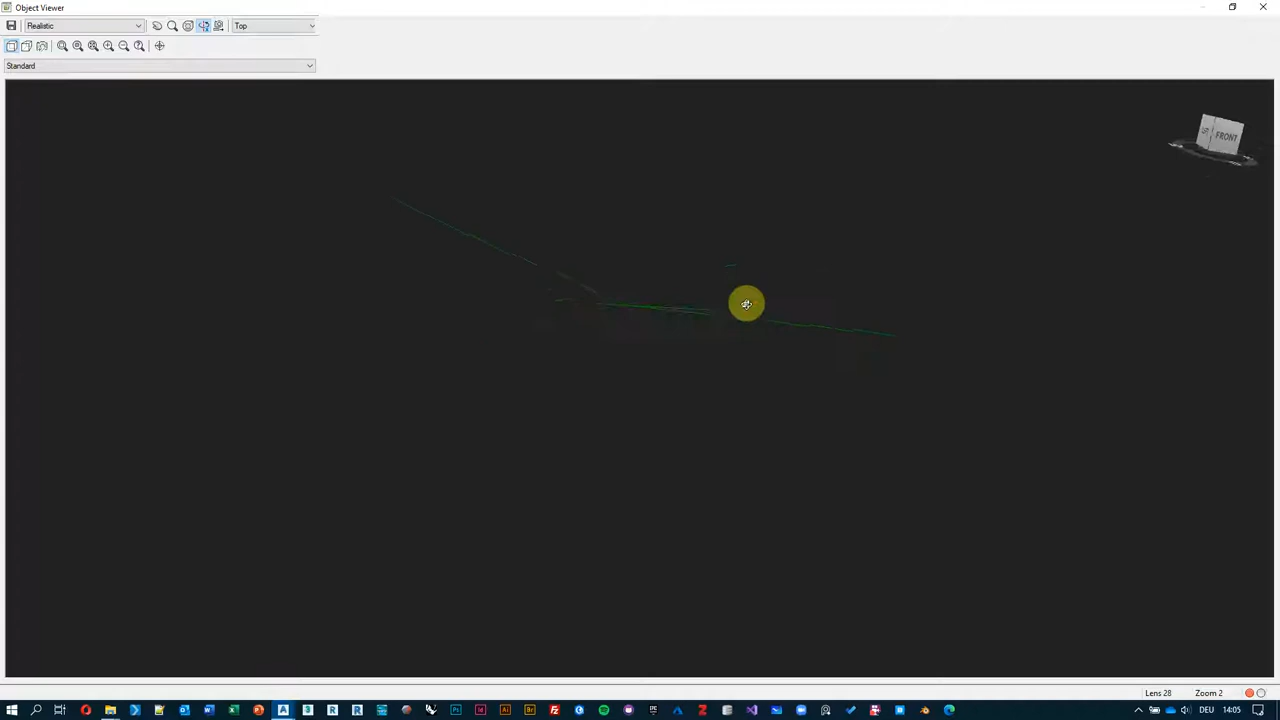 Object Viewer
Realistic
Top
Standard
FRONT
Lens 28
Zoom 2
DEU
14:05